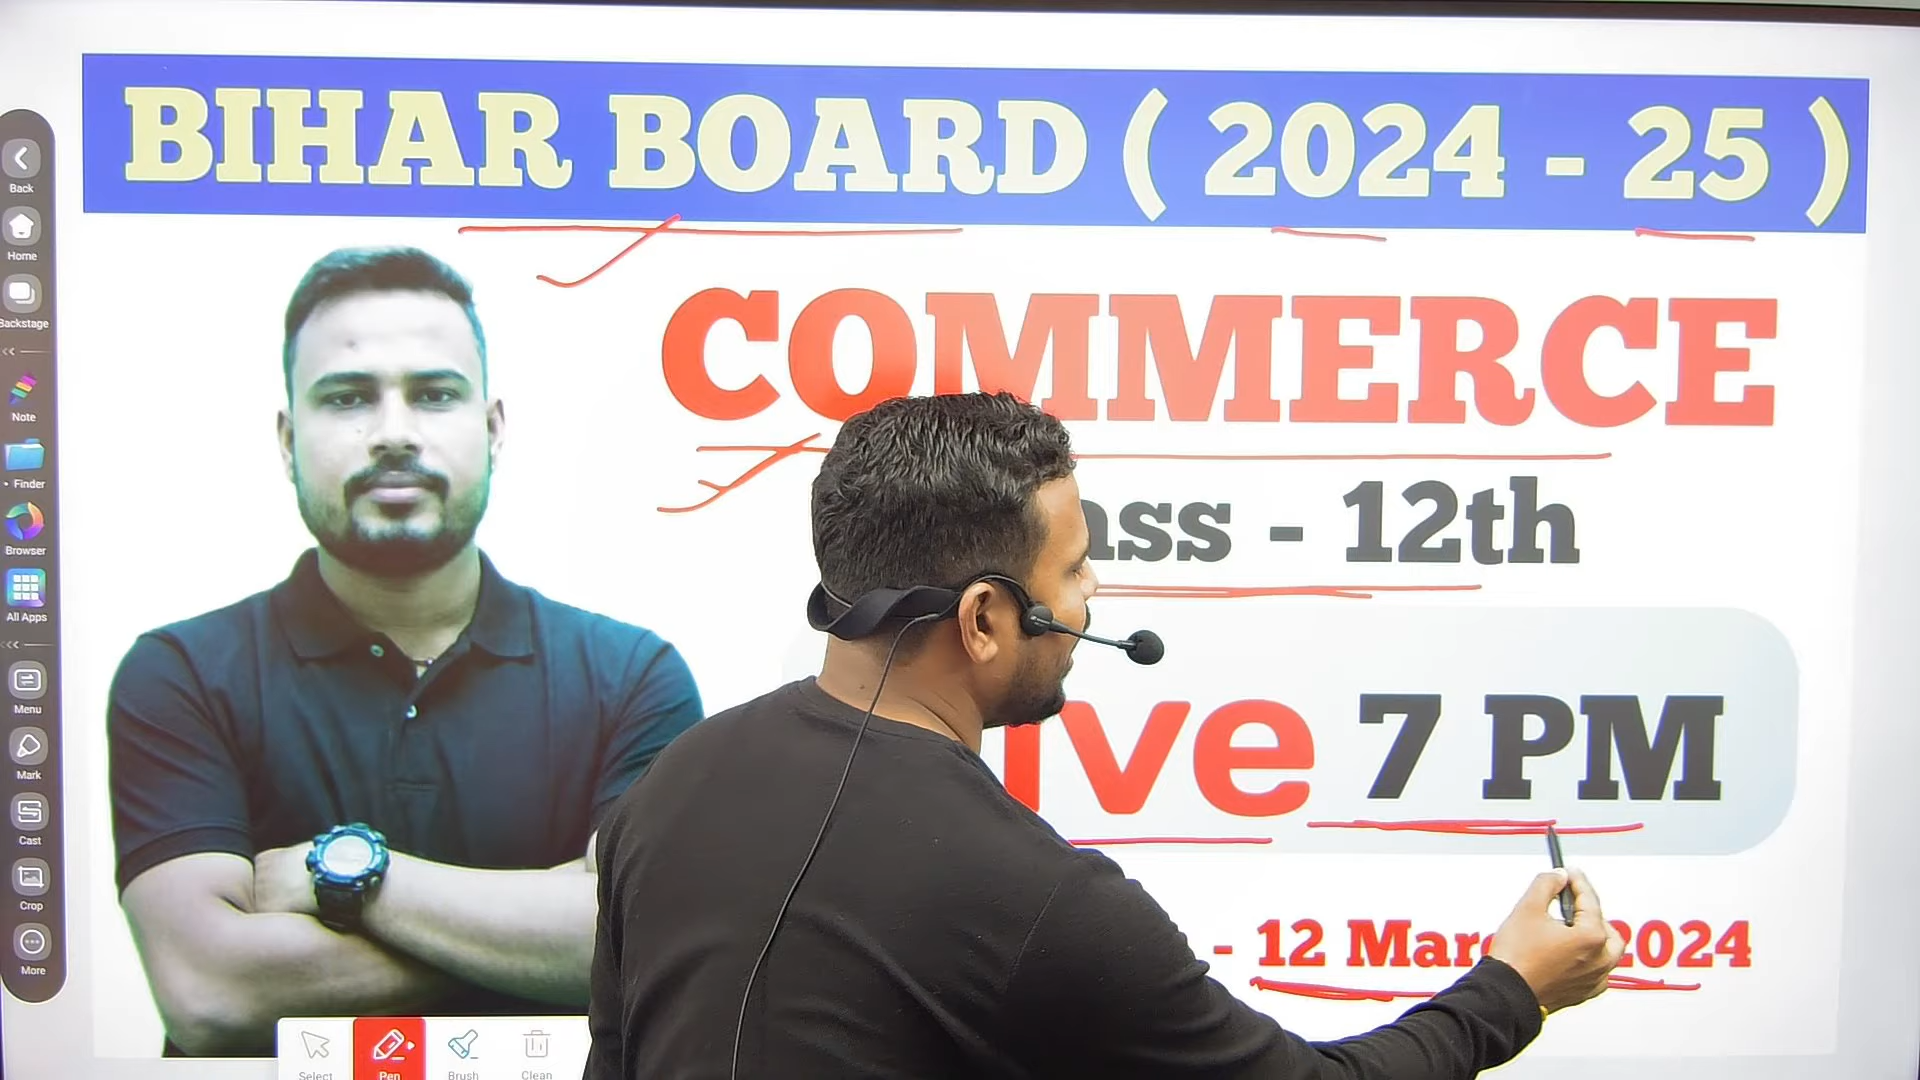 BIHAR BOARD ( 2024 - 25 )
COMMERCE
ass - 12th
ive 7 PM
- 12 Mar 2024
Back
Home
Backstage
Note
Finder
Browser
All Apps
Menu
Mark
Cast
Crop
More
Select
Pen
Brush
Clean